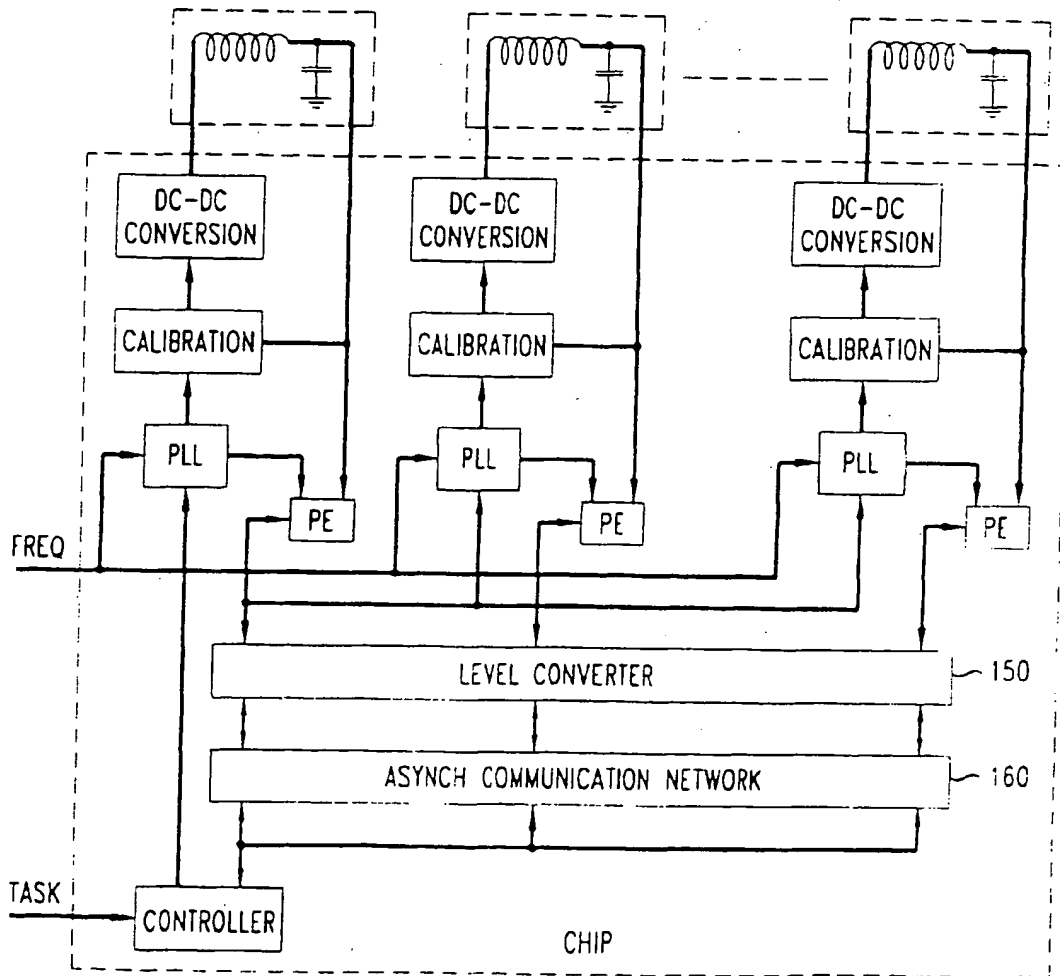 DC-DC
CONVERSION
DC-DC
CONVERSION
DC-DC
CONVERSION
CALIBRATION
CALIBRATION
CALIBRATION
PLL
PLL
PLL
PE
PE
PE
FREQ
LEVEL CONVERTER
150
ASYNCH COMMUNICATION NETWORK
160
TASK
CONTROLLER
CHIP